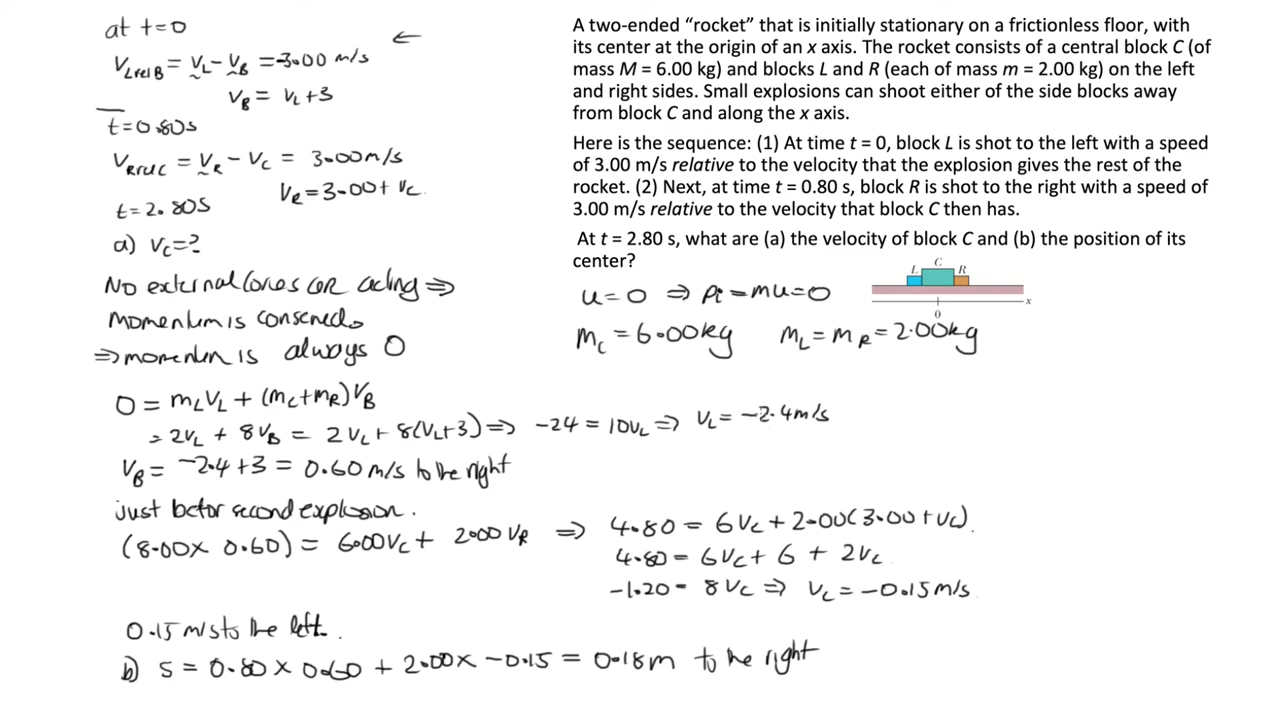 at t=0
V_LrelB = V_L - V_B = -3.00 m/s
←
V_B = V_L + 3
t=0.80s
V_RrelC = V_R - V_C = 3.00m/s
V_R = 3.00 + V_C
t=2.80s
a) V_C=?
No external forces are acting ⇒
Momentum is conserved.
⇒ momentum is always 0
A two-ended “rocket” that is initially stationary on a frictionless floor, with
its center at the origin of an x axis. The rocket consists of a central block C (of
mass M = 6.00 kg) and blocks L and R (each of mass m = 2.00 kg) on the left
and right sides. Small explosions can shoot either of the side blocks away
from block C and along the x axis.
Here is the sequence: (1) At time t = 0, block L is shot to the left with a speed
of 3.00 m/s relative to the velocity that the explosion gives the rest of the
rocket. (2) Next, at time t = 0.80 s, block R is shot to the right with a speed of
3.00 m/s relative to the velocity that block C then has.
At t = 2.80 s, what are (a) the velocity of block C and (b) the position of its
center?
L C R
0 x
u=0 ⇒ Pi = mu = 0
M_C = 6.00kg M_L = M_R = 2.00kg
0 = m_L V_L + (m_C+m_R)V_B
= 2V_L + 8V_B = 2V_L + 8(V_L+3) ⇒ -24 = 10V_L ⇒ V_L = -2.4m/s
V_B = -2.4+3 = 0.60 m/s to the right
just befor second explosion.
(8.00 x 0.60) = 6.00V_C + 2.00 V_R ⇒ 4.80 = 6V_C + 2.00(3.00+V_C)
4.80 = 6V_C + 6 + 2V_C
-1.20 = 8V_C ⇒ V_C = -0.15m/s
0.15 m/s to the left.
b) S = 0.80 x 0.60 + 2.00 x -0.15 = 0.18m to the right